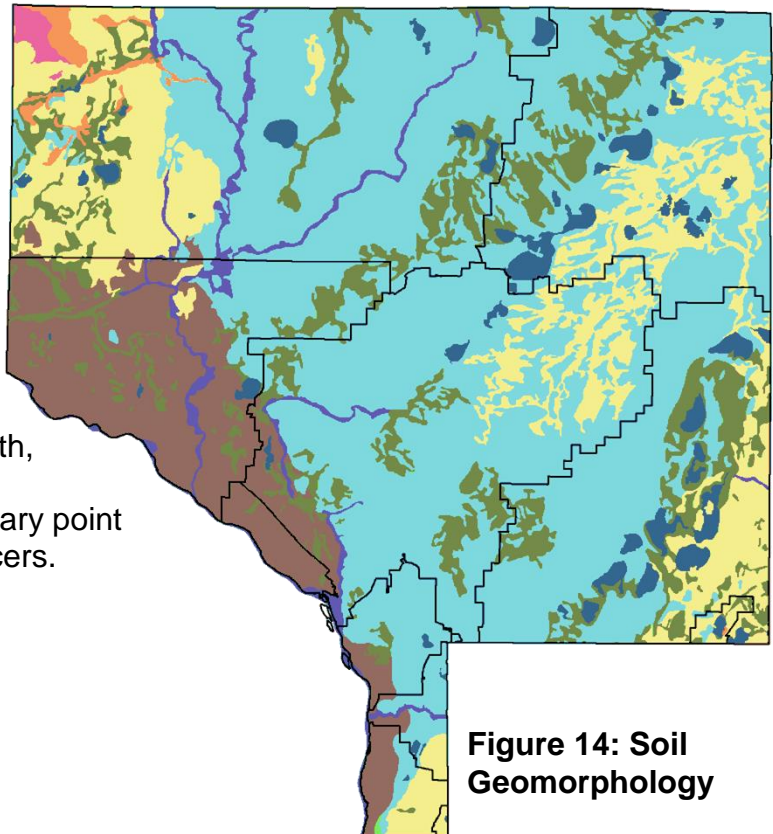 th,
ary point
cers.
Figure 14: Soil
Geomorphology